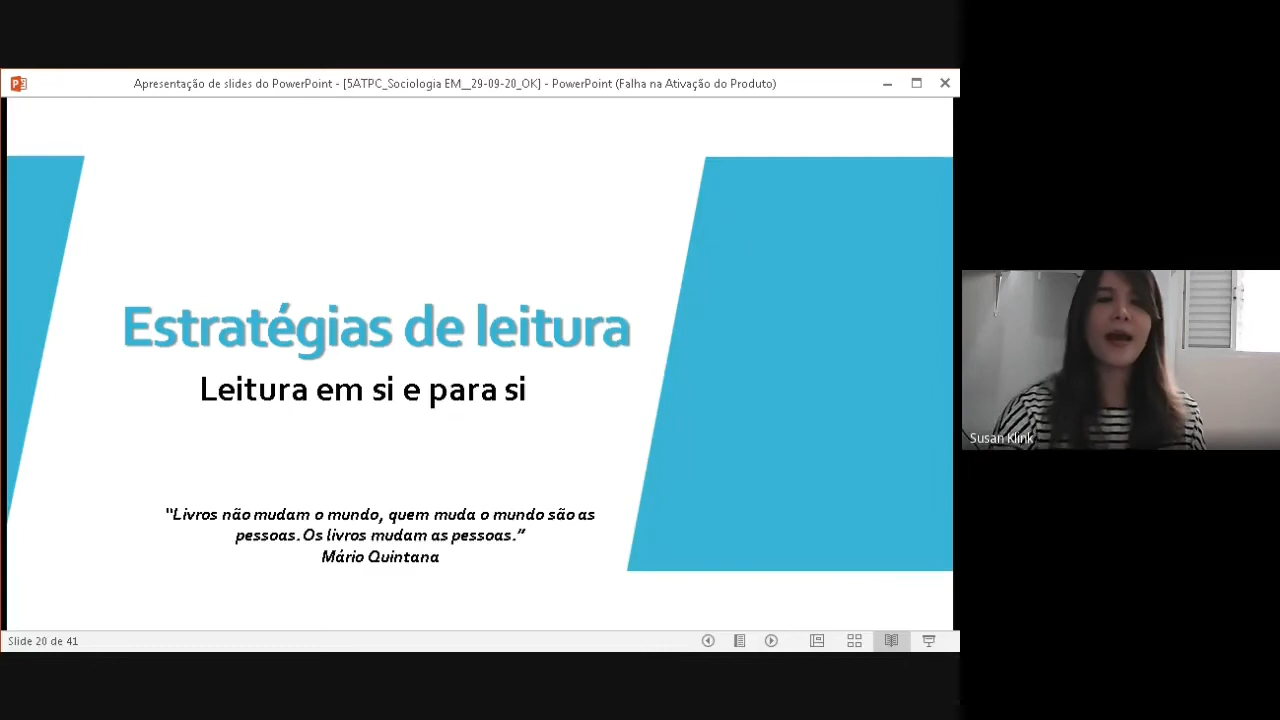 Apresentação de slides do PowerPoint - [5ATPC_Sociologia EM__29-09-20_OK] - PowerPoint (Falha na Ativação do Produto)
Estratégias de leitura
Leitura em si e para si
"Livros não mudam o mundo, quem muda o mundo são as
pessoas. Os livros mudam as pessoas.”
Mário Quintana
Susan Klink
Slide 20 de 41